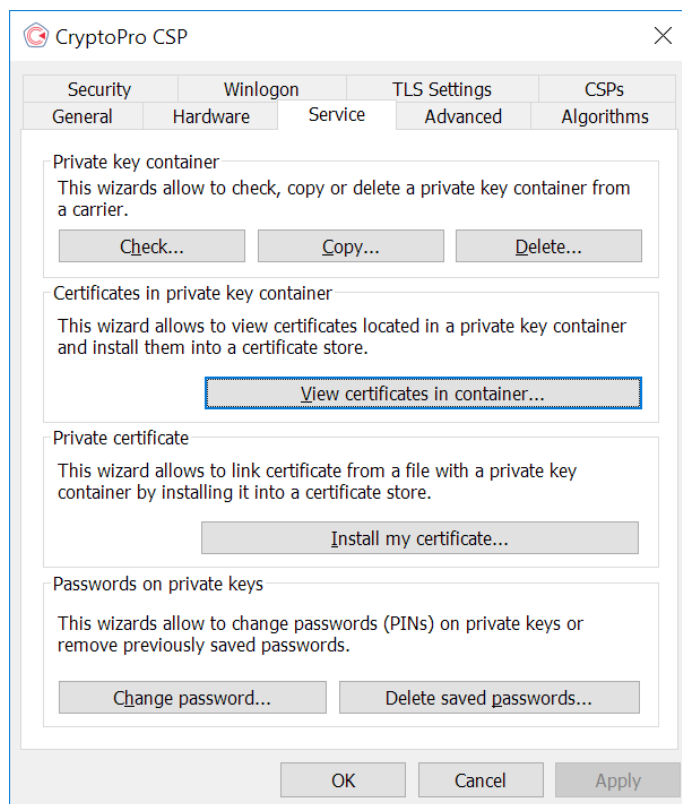 CryptoPro CSP
Security Winlogon TLS Settings CSPs
General Hardware Service Advanced Algorithms
Private key container
This wizards allow to check, copy or delete a private key container from
a carrier.
Check... Copy... Delete...
Certificates in private key container
This wizard allows to view certificates located in a private key container
and install them into a certificate store.
View certificates in container...
Private certificate
This wizard allows to link certificate from a file with a private key
container by installing it into a certificate store.
Install my certificate...
Passwords on private keys
This wizards allow to change passwords (PINs) on private keys or
remove previously saved passwords.
Change password... Delete saved passwords...
OK Cancel Apply